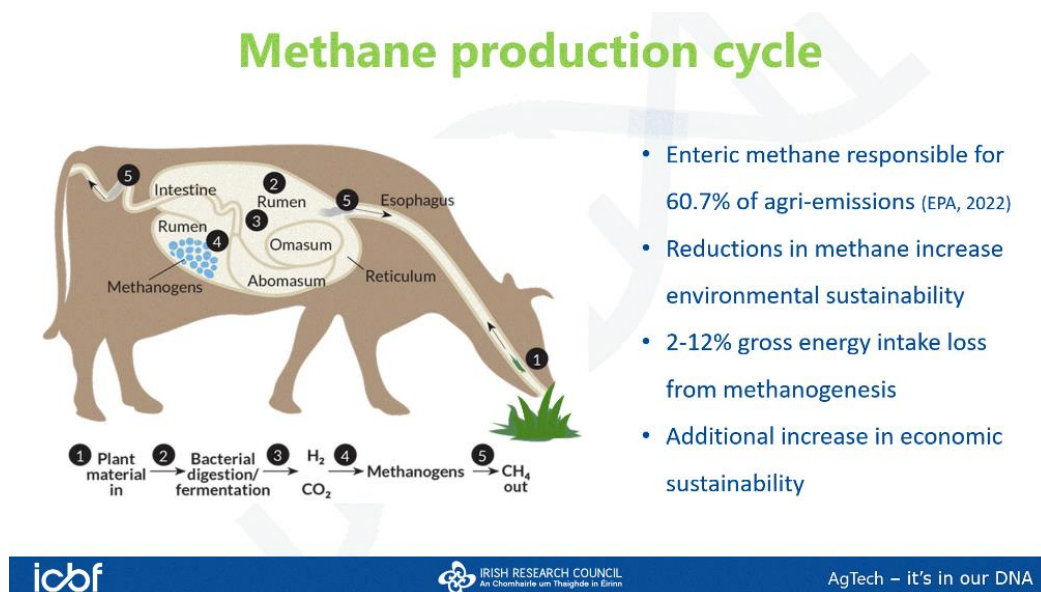 Methane production cycle
5
Intestine
2
Rumen
5
Esophagus
3
Rumen
4
Omasum
Methanogens
Abomasum
Reticulum
1
1 Plant material in
2
Bacterial digestion/ fermentation
3
H₂
CO₂
4
Methanogens
5
CH₄ out
• Enteric methane responsible for
60.7% of agri-emissions (EPA, 2022)
• Reductions in methane increase
environmental sustainability
• 2-12% gross energy intake loss
from methanogenesis
• Additional increase in economic
sustainability
icbf
IRISH RESEARCH COUNCIL
An Chomhairle um Thaighde in Éirinn
AgTech – it's in our DNA